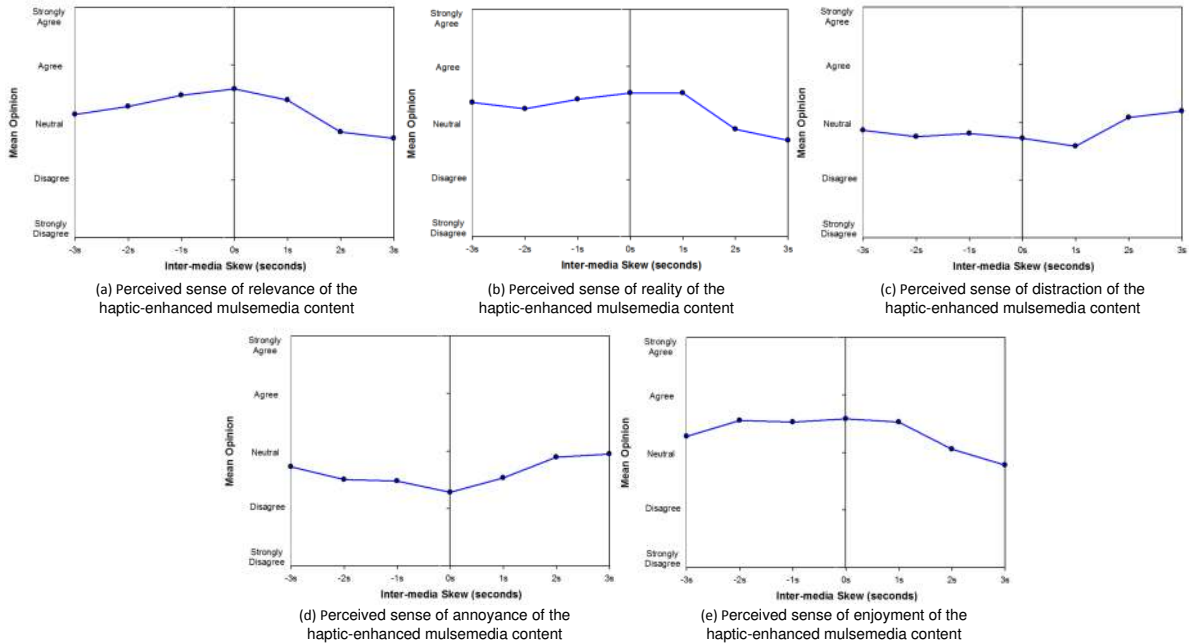 Strongly
Agree
Agree
Neutral
Disagree
Strongly
Disagree
Mean Opinion
-3s -2s -1s 0s 1s 2s 3s
Inter-media Skew (seconds)
(a) Perceived sense of relevance of the
haptic-enhanced mulsemedia content
Strongly
Agree
Agree
Neutral
Disagree
Strongly
Disagree
Mean Opinion
-3s -2s -1s 0s 1s 2s 3s
Inter-media Skew (seconds)
(b) Perceived sense of reality of the
haptic-enhanced mulsemedia content
Strongly
Agree
Agree
Neutral
Disagree
Strongly
Disagree
Mean Opinion
-3s -2s -1s 0s 1s 2s 3s
Inter-media Skew (seconds)
(c) Perceived sense of distraction of the
haptic-enhanced mulsemedia content
Strongly
Agree
Agree
Neutral
Disagree
Strongly
Disagree
Mean Opinion
-3s -2s -1s 0s 1s 2s 3s
Inter-media Skew (seconds)
(d) Perceived sense of annoyance of the
haptic-enhanced mulsemedia content
Strongly
Agree
Agree
Neutral
Disagree
Strongly
Disagree
Mean Opinion
-3s -2s -1s 0s 1s 2s 3s
Inter-media Skew (seconds)
(e) Perceived sense of enjoyment of the
haptic-enhanced mulsemedia content